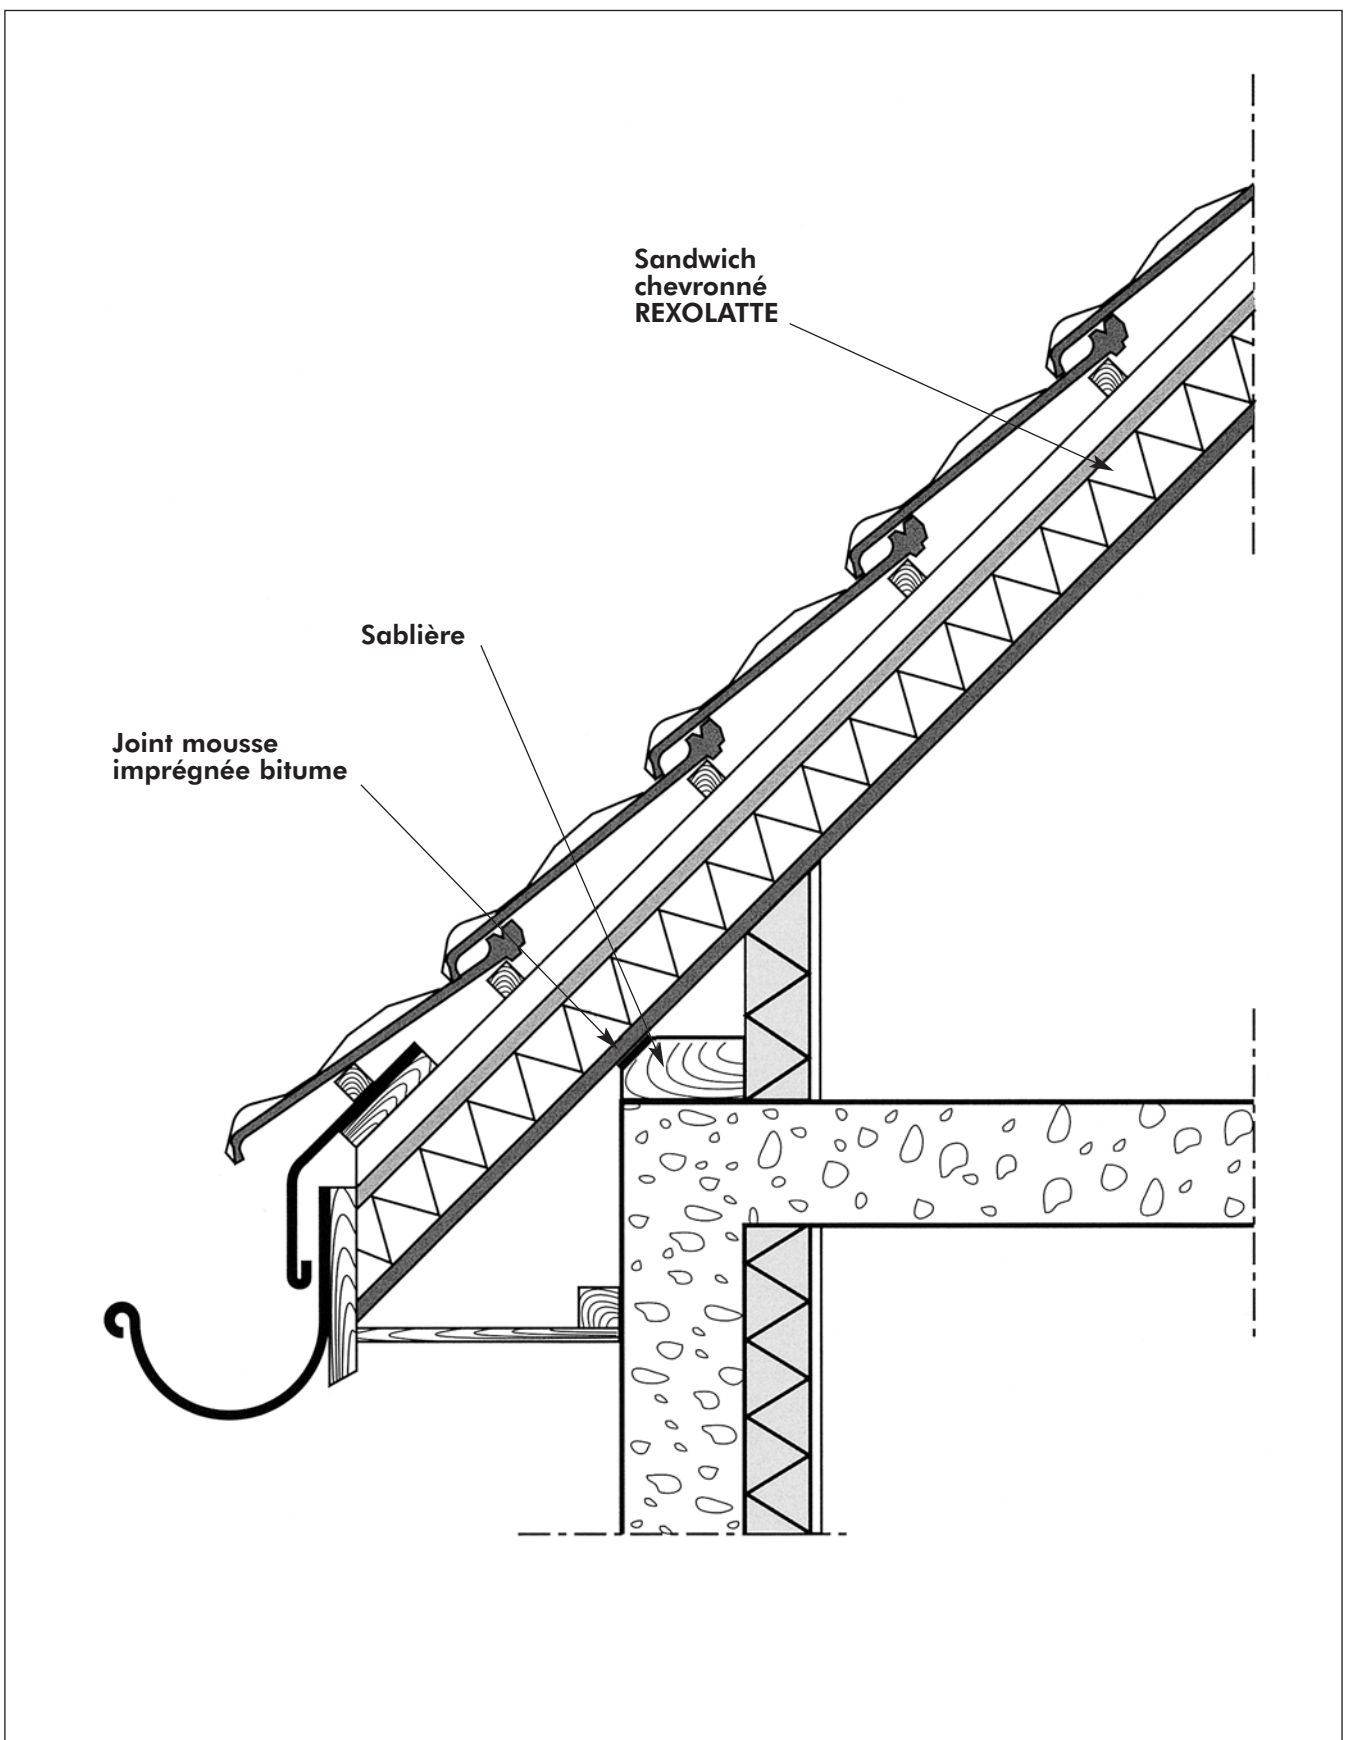 Sandwich
chevronné
REXOLATTE
Sablière
Joint mousse
imprégnée bitume